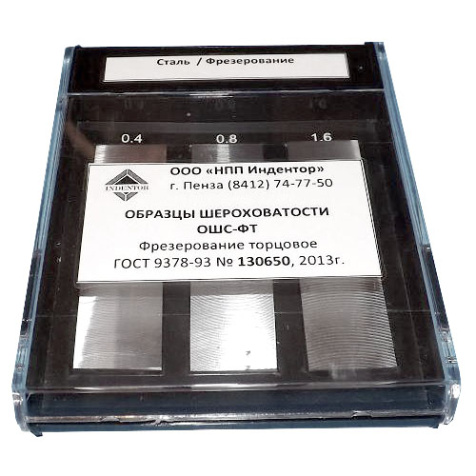 Сталь / Фрезерование
0.4 0.8 1.6
INDENTOR
ООО «НПП Индентор»
г. Пенза (8412) 74-77-50
ОБРАЗЦЫ ШЕРОХОВАТОСТИ
ОШС-ФТ
Фрезерование торцовое
ГОСТ 9378-93 № 130650, 2013г.